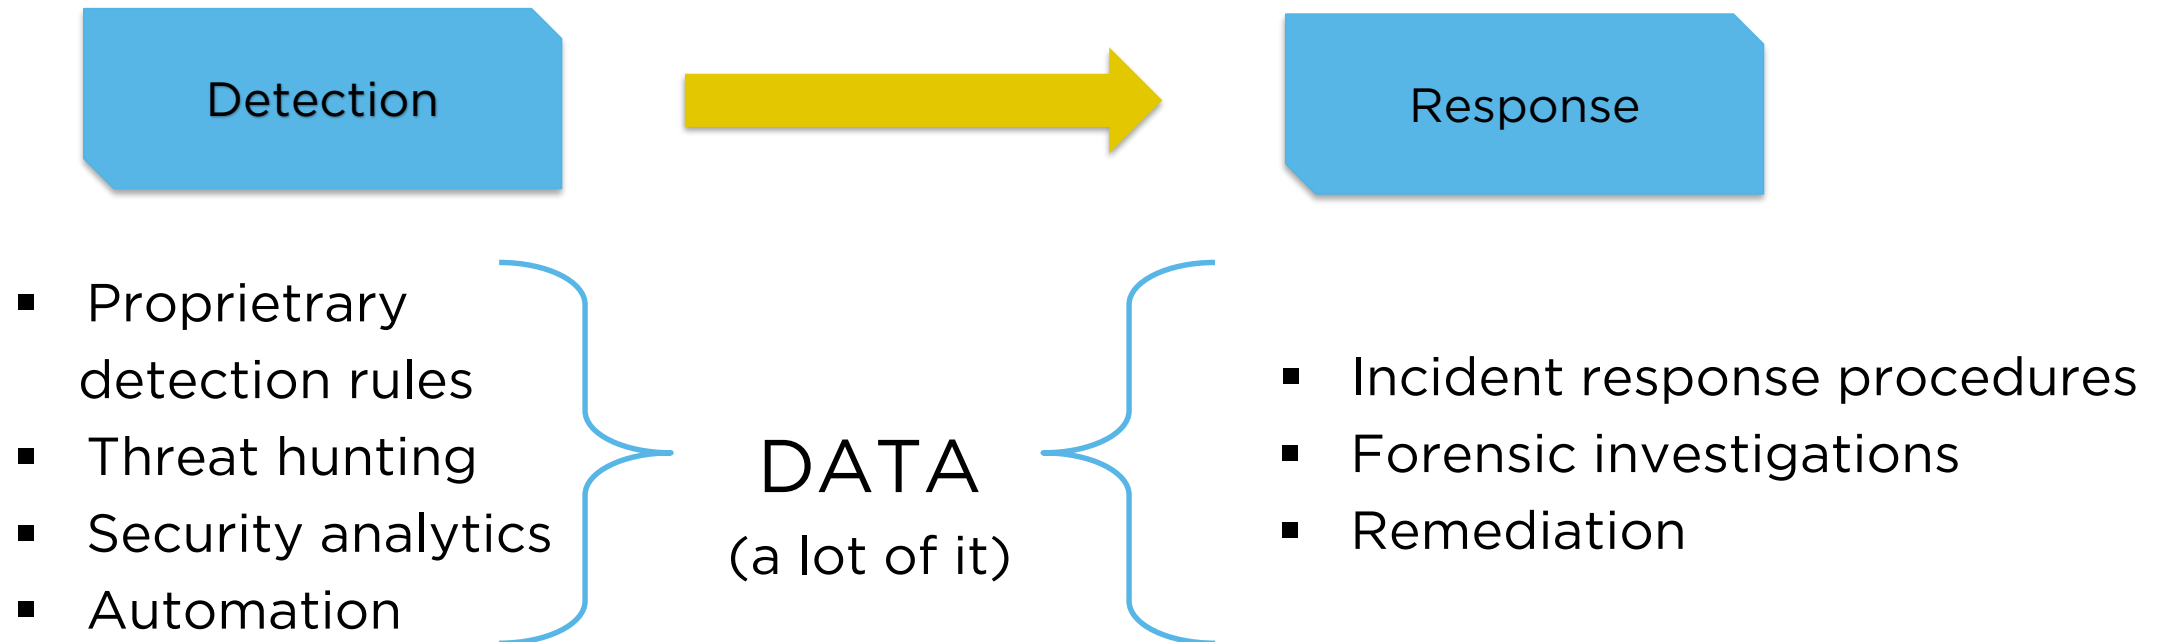 Detection
Response
▪ Proprietrary
detection rules
▪ Threat hunting
▪ Security analytics
▪ Automation
DATA
(a lot of it)
▪ Incident response procedures
▪ Forensic investigations
▪ Remediation